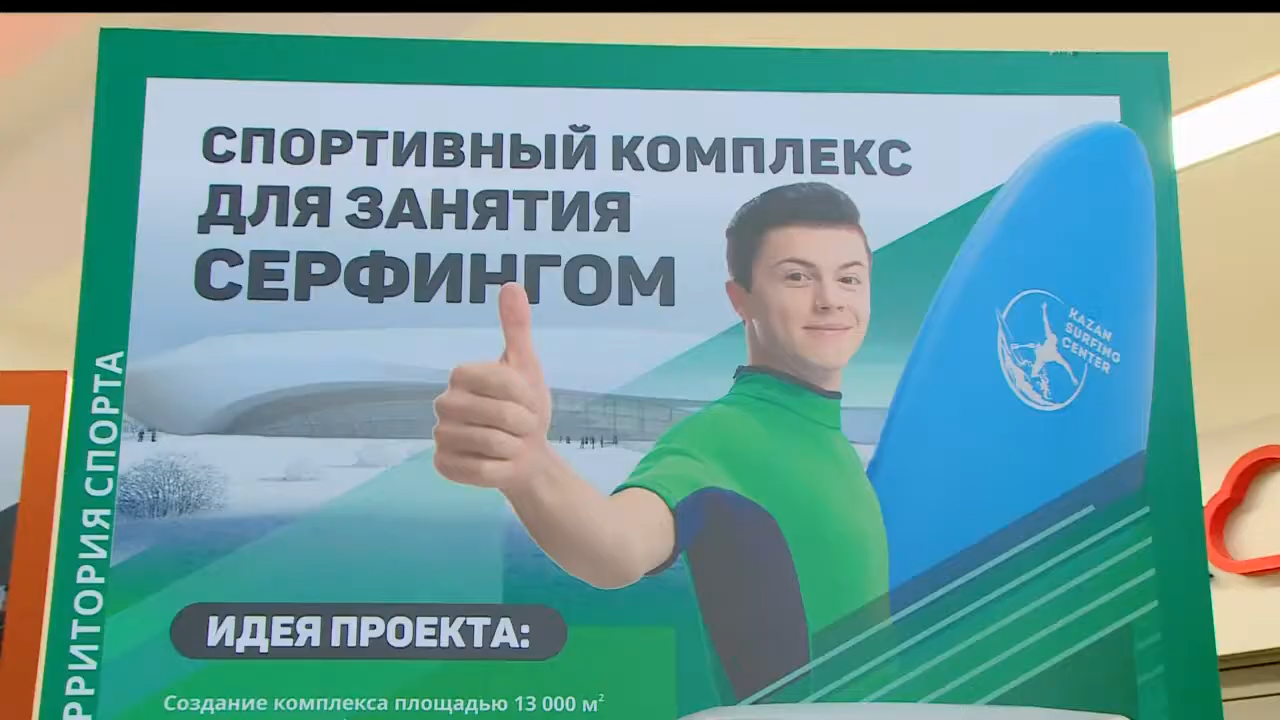 СПОРТИВНЫЙ КОМПЛЕКС
ДЛЯ ЗАНЯТИЯ
СЕРФИНГОМ
KAZAN
SURFING
CENTER
РРИТОРИЯ СПОРТА
ИДЕЯ ПРОЕКТА:
Создание комплекса площадью 13 000 м²